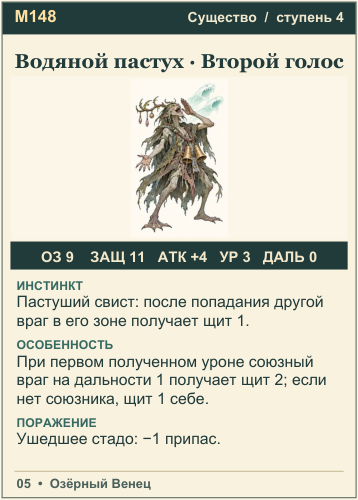 M148
Существо / ступень 4
Водяной пастух · Второй голос
ОЗ 9 ЗАЩ 11 АТК +4 УР 3 ДАЛЬ 0
ИНСТИНКТ
Пастуший свист: после попадания другой
враг в его зоне получает щит 1.
ОСОБЕННОСТЬ
При первом полученном уроне союзный
враг на дальности 1 получает щит 2; если
нет союзника, щит 1 себе.
ПОРАЖЕНИЕ
Ушедшее стадо: −1 припас.
05 • Озёрный Венец